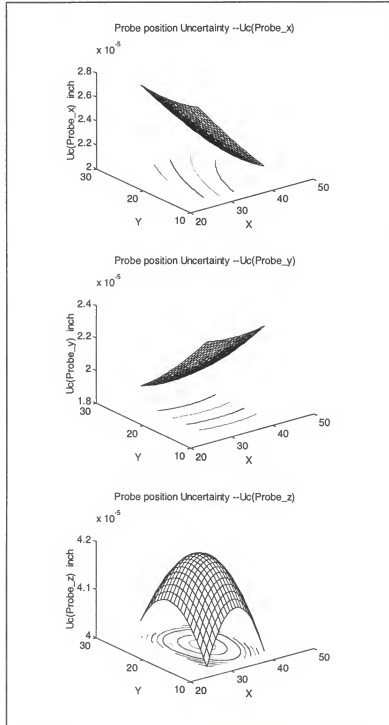 Probe position Uncertainty --Uc(Probe_x)
x 10-5
2.8
2.6
2.4
2.2
2
Uc(Probe_x) inch
30
20
10
Y
20
30
40
50
X
Probe position Uncertainty --Uc(Probe_y)
x 10-5
2.4
2.2
2
1.8
Uc(Probe_y) inch
30
20
10
Y
20
30
40
50
X
Probe position Uncertainty --Uc(Probe_z)
x 10-5
4.2
4.1
4
Uc(Probe_z) inch
30
20
10
Y
20
30
40
50
X